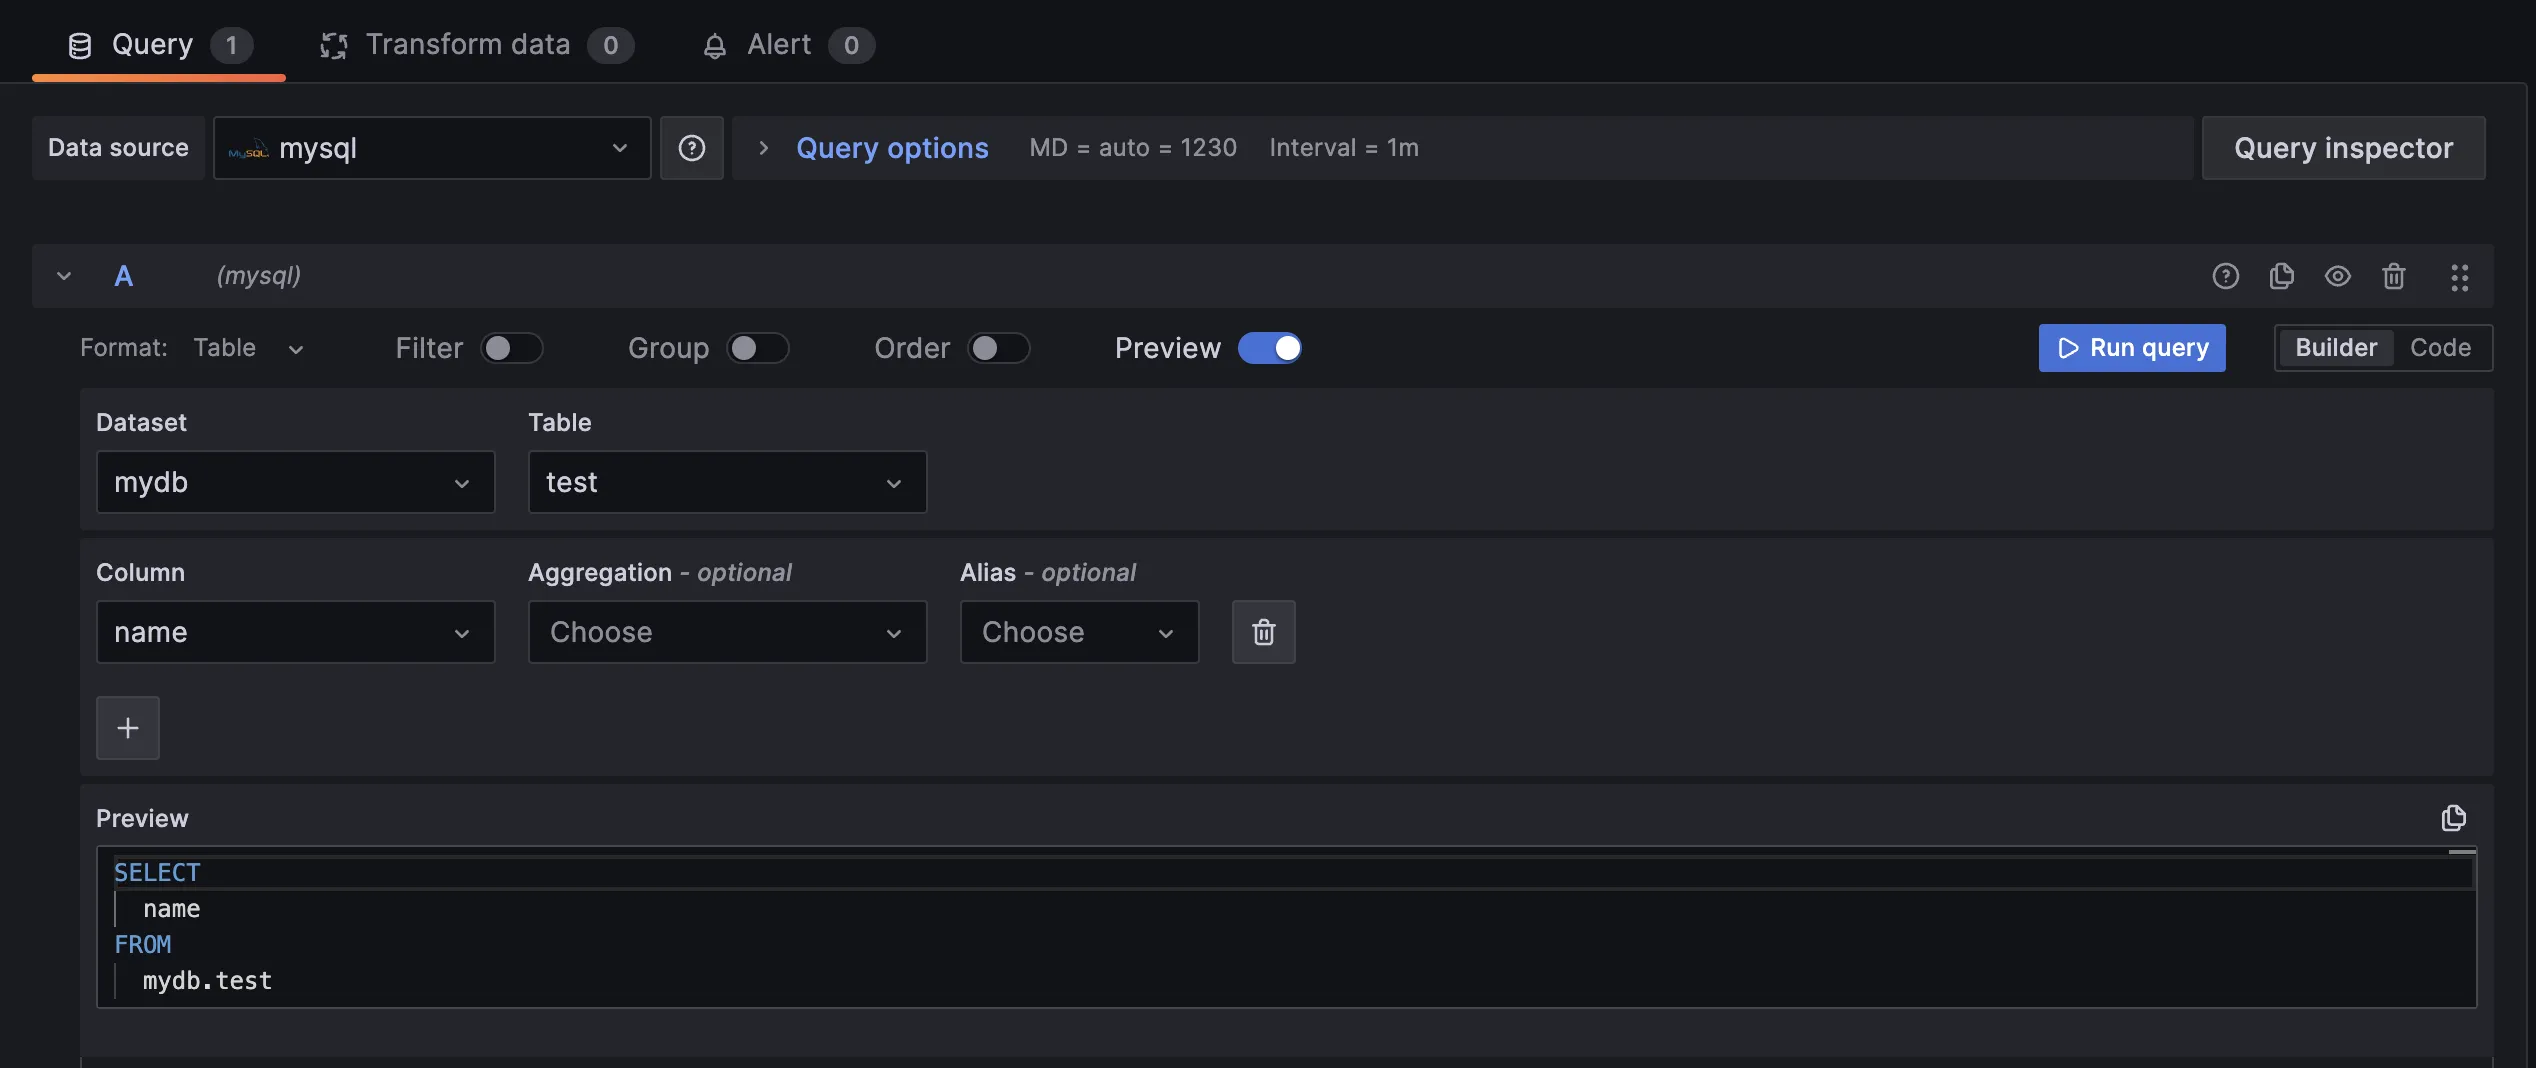 Query 1 Transform data 0 Alert 0
Data source MySQL mysql Query options MD = auto = 1230 Interval = 1m Query inspector
A (mysql)
Format: Table Filter Group Order Preview Run query Builder Code
Dataset Table
mydb test
Column Aggregation - optional Alias - optional
name Choose Choose
Preview
SELECT
name
FROM
mydb.test